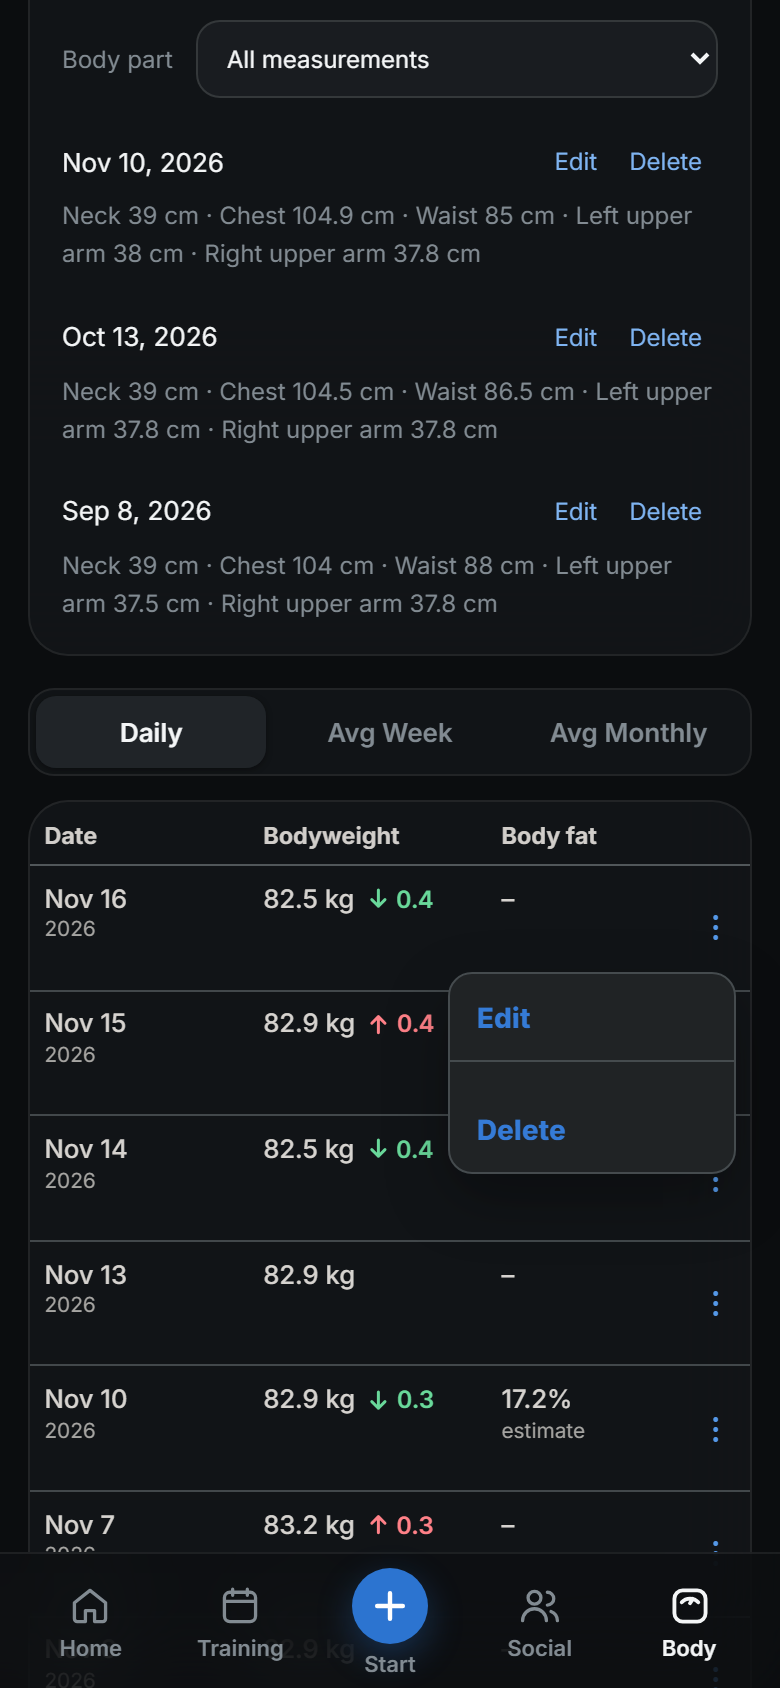 Body part
All measurements
Nov 10, 2026
Edit
Delete
Neck 39 cm · Chest 104.9 cm · Waist 85 cm · Left upper
arm 38 cm · Right upper arm 37.8 cm
Oct 13, 2026
Edit
Delete
Neck 39 cm · Chest 104.5 cm · Waist 86.5 cm · Left upper
arm 37.8 cm · Right upper arm 37.8 cm
Sep 8, 2026
Edit
Delete
Neck 39 cm · Chest 104 cm · Waist 88 cm · Left upper
arm 37.5 cm · Right upper arm 37.8 cm
Daily
Avg Week
Avg Monthly
Date
Bodyweight
Body fat
Nov 16
2026
82.5 kg ↓ 0.4
–
Nov 15
2026
82.9 kg ↑ 0.4
Edit
Delete
Nov 14
2026
82.5 kg ↓ 0.4
Nov 13
2026
82.9 kg
–
Nov 10
2026
82.9 kg ↓ 0.3
17.2%
estimate
Nov 7
2026
83.2 kg ↑ 0.3
–
Home
Training
Start
Social
Body
2026